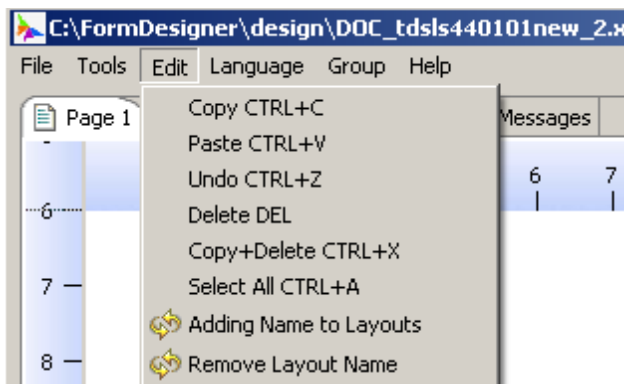 C:\FormDesigner\design\DOC_tdsls440101new_2.x
File Tools Edit Language Group Help
Page 1 Messages
Copy CTRL+C
Paste CTRL+V
Undo CTRL+Z
6 7
Delete DEL
6
Copy+Delete CTRL+X
Select All CTRL+A
7
Adding Name to Layouts
Remove Layout Name
8